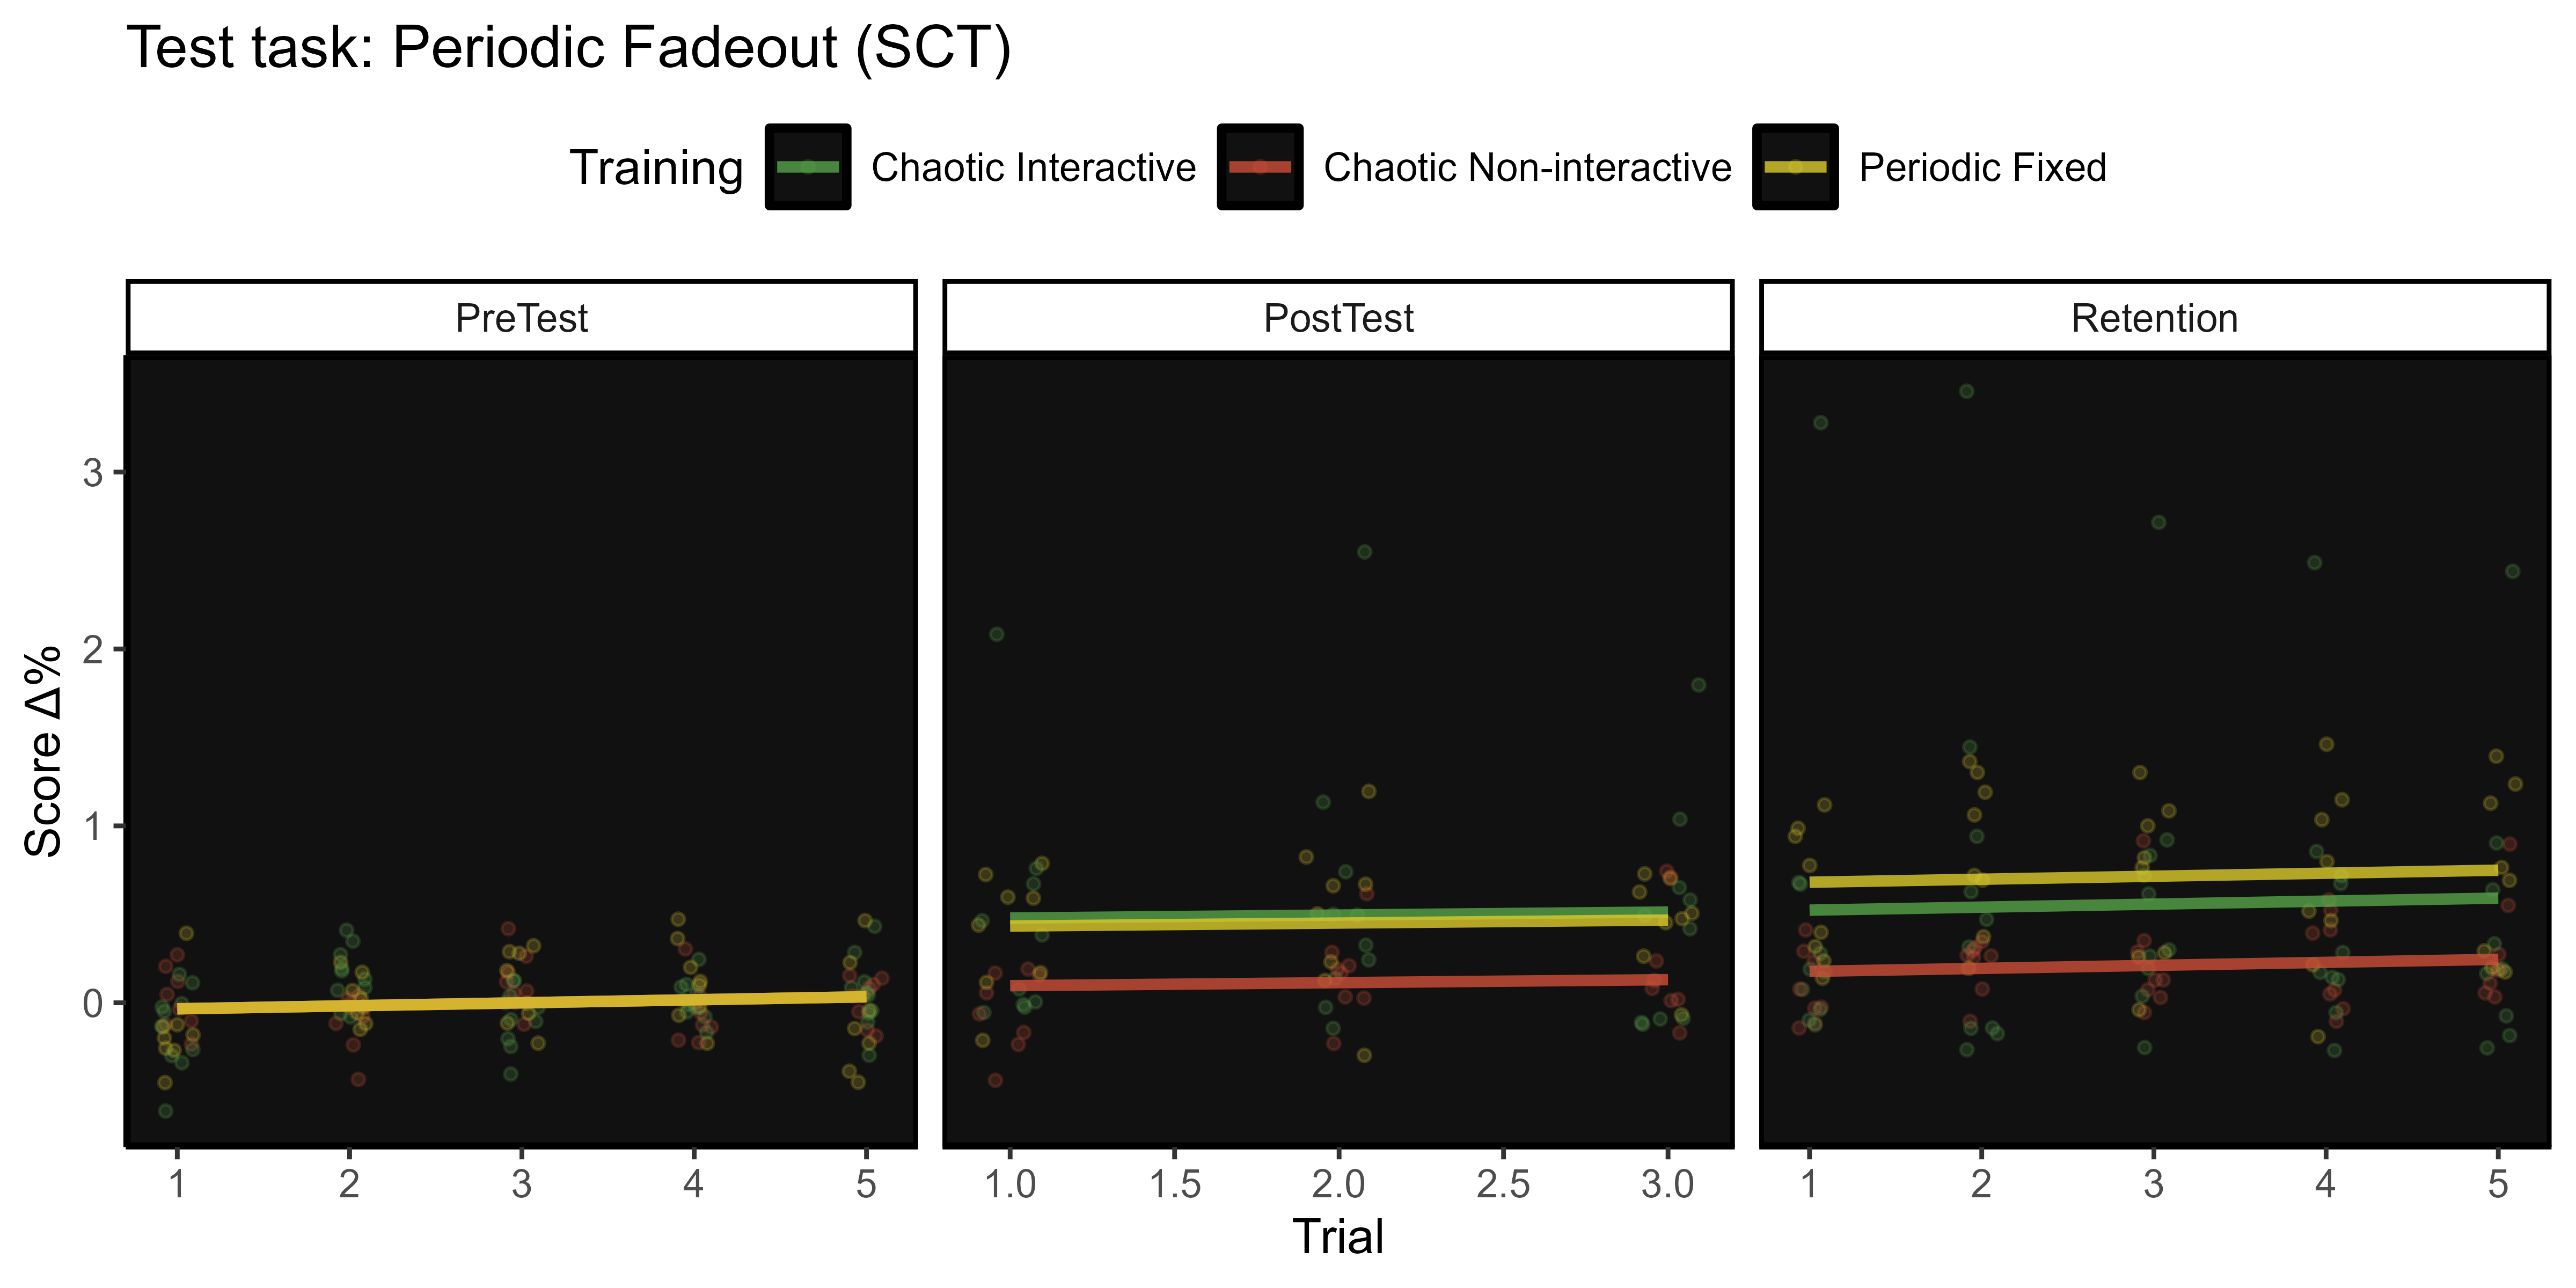 Test task: Periodic Fadeout (SCT)
Training Chaotic Interactive Chaotic Non-interactive Periodic Fixed
PreTest PostTest Retention
Score Δ%
3
2
1
0
1 2 3 4 5 1.0 1.5 2.0 2.5 3.0 1 2 3 4 5
Trial